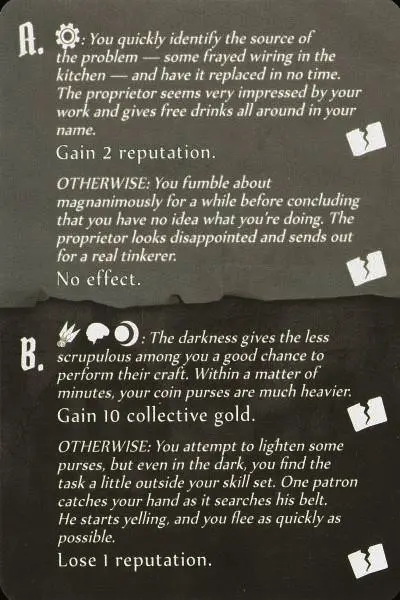 A. : You quickly identify the source of
the problem — some frayed wiring in the
kitchen — and have it replaced in no time.
The proprietor seems very impressed by your
work and gives free drinks all around in your
name.
Gain 2 reputation.
OTHERWISE: You fumble about
magnanimously for a while before concluding
that you have no idea what you're doing. The
proprietor looks disappointed and sends out
for a real tinkerer.
No effect.
B. : The darkness gives the less
scrupulous among you a good chance to
perform their craft. Within a matter of
minutes, your coin purses are much heavier.
Gain 10 collective gold.
OTHERWISE: You attempt to lighten some
purses, but even in the dark, you find the
task a little outside your skill set. One patron
catches your hand as it searches his belt.
He starts yelling, and you flee as quickly as
possible.
Lose 1 reputation.